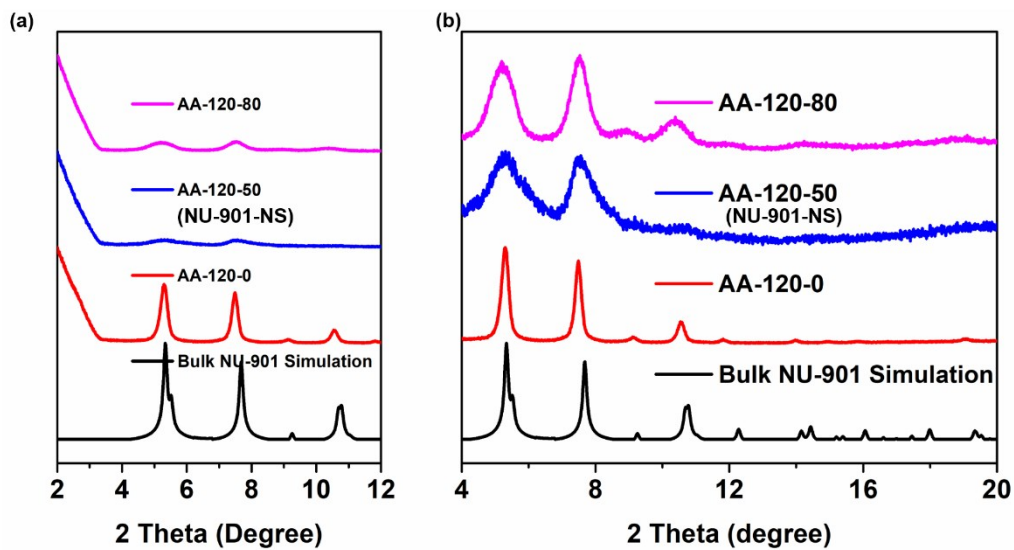 (a)
AA-120-80
AA-120-50
(NU-901-NS)
AA-120-0
Bulk NU-901 Simulation
2 4 6 8 10 12
2 Theta (Degree)
(b)
AA-120-80
AA-120-50
(NU-901-NS)
AA-120-0
Bulk NU-901 Simulation
4 8 12 16 20
2 Theta (degree)